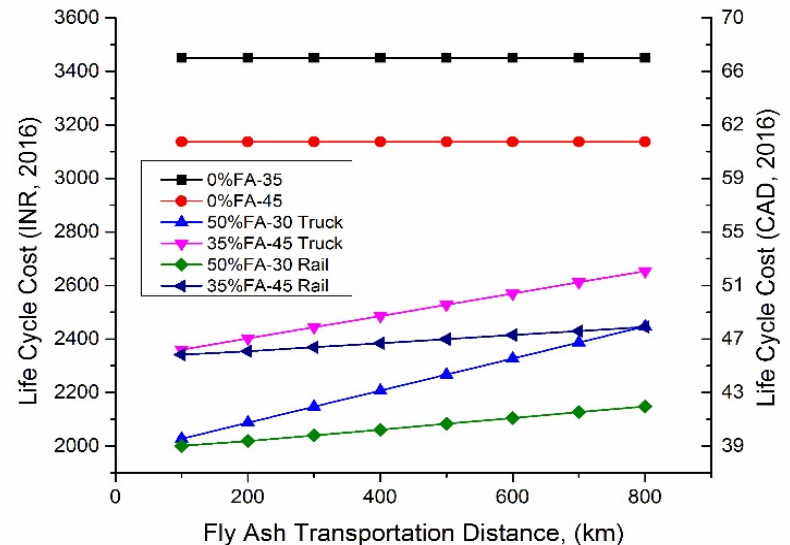 3600
3400
3200
3000
2800
2600
2400
2200
2000
Life Cycle Cost (INR, 2016)
0%FA-35
0%FA-45
50%FA-30 Truck
35%FA-45 Truck
50%FA-30 Rail
35%FA-45 Rail
70
66
62
59
55
51
47
43
39
Life Cycle Cost (CAD, 2016)
0 200 400 600 800
Fly Ash Transportation Distance, (km)